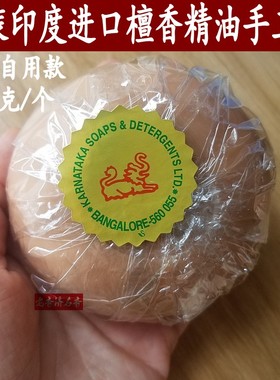 装印度进口檀香精油手工
自用款
克/个
KARNATAKA SOAPS & DETERGENTS LTD.
BANGALORE-560 055